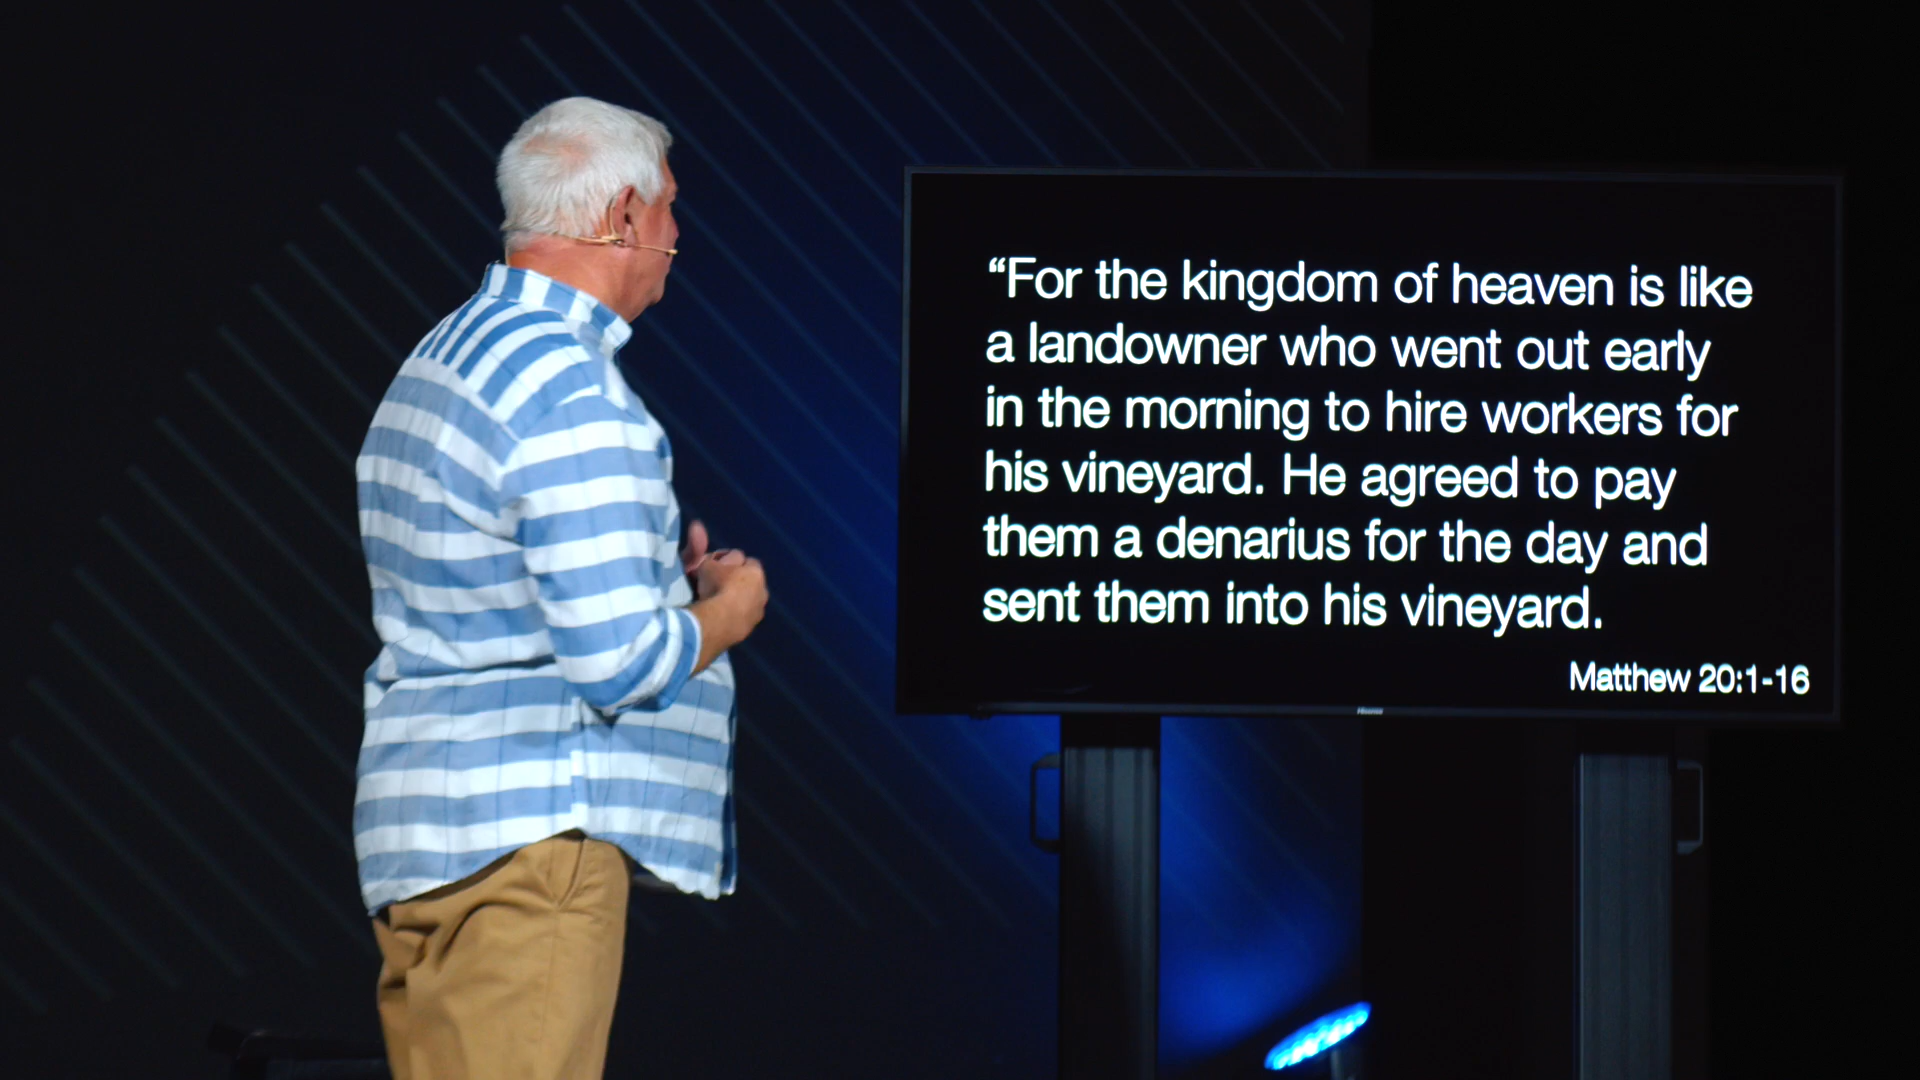 “For the kingdom of heaven is like
a landowner who went out early
in the morning to hire workers for
his vineyard. He agreed to pay
them a denarius for the day and
sent them into his vineyard.
Matthew 20:1-16
Hisense